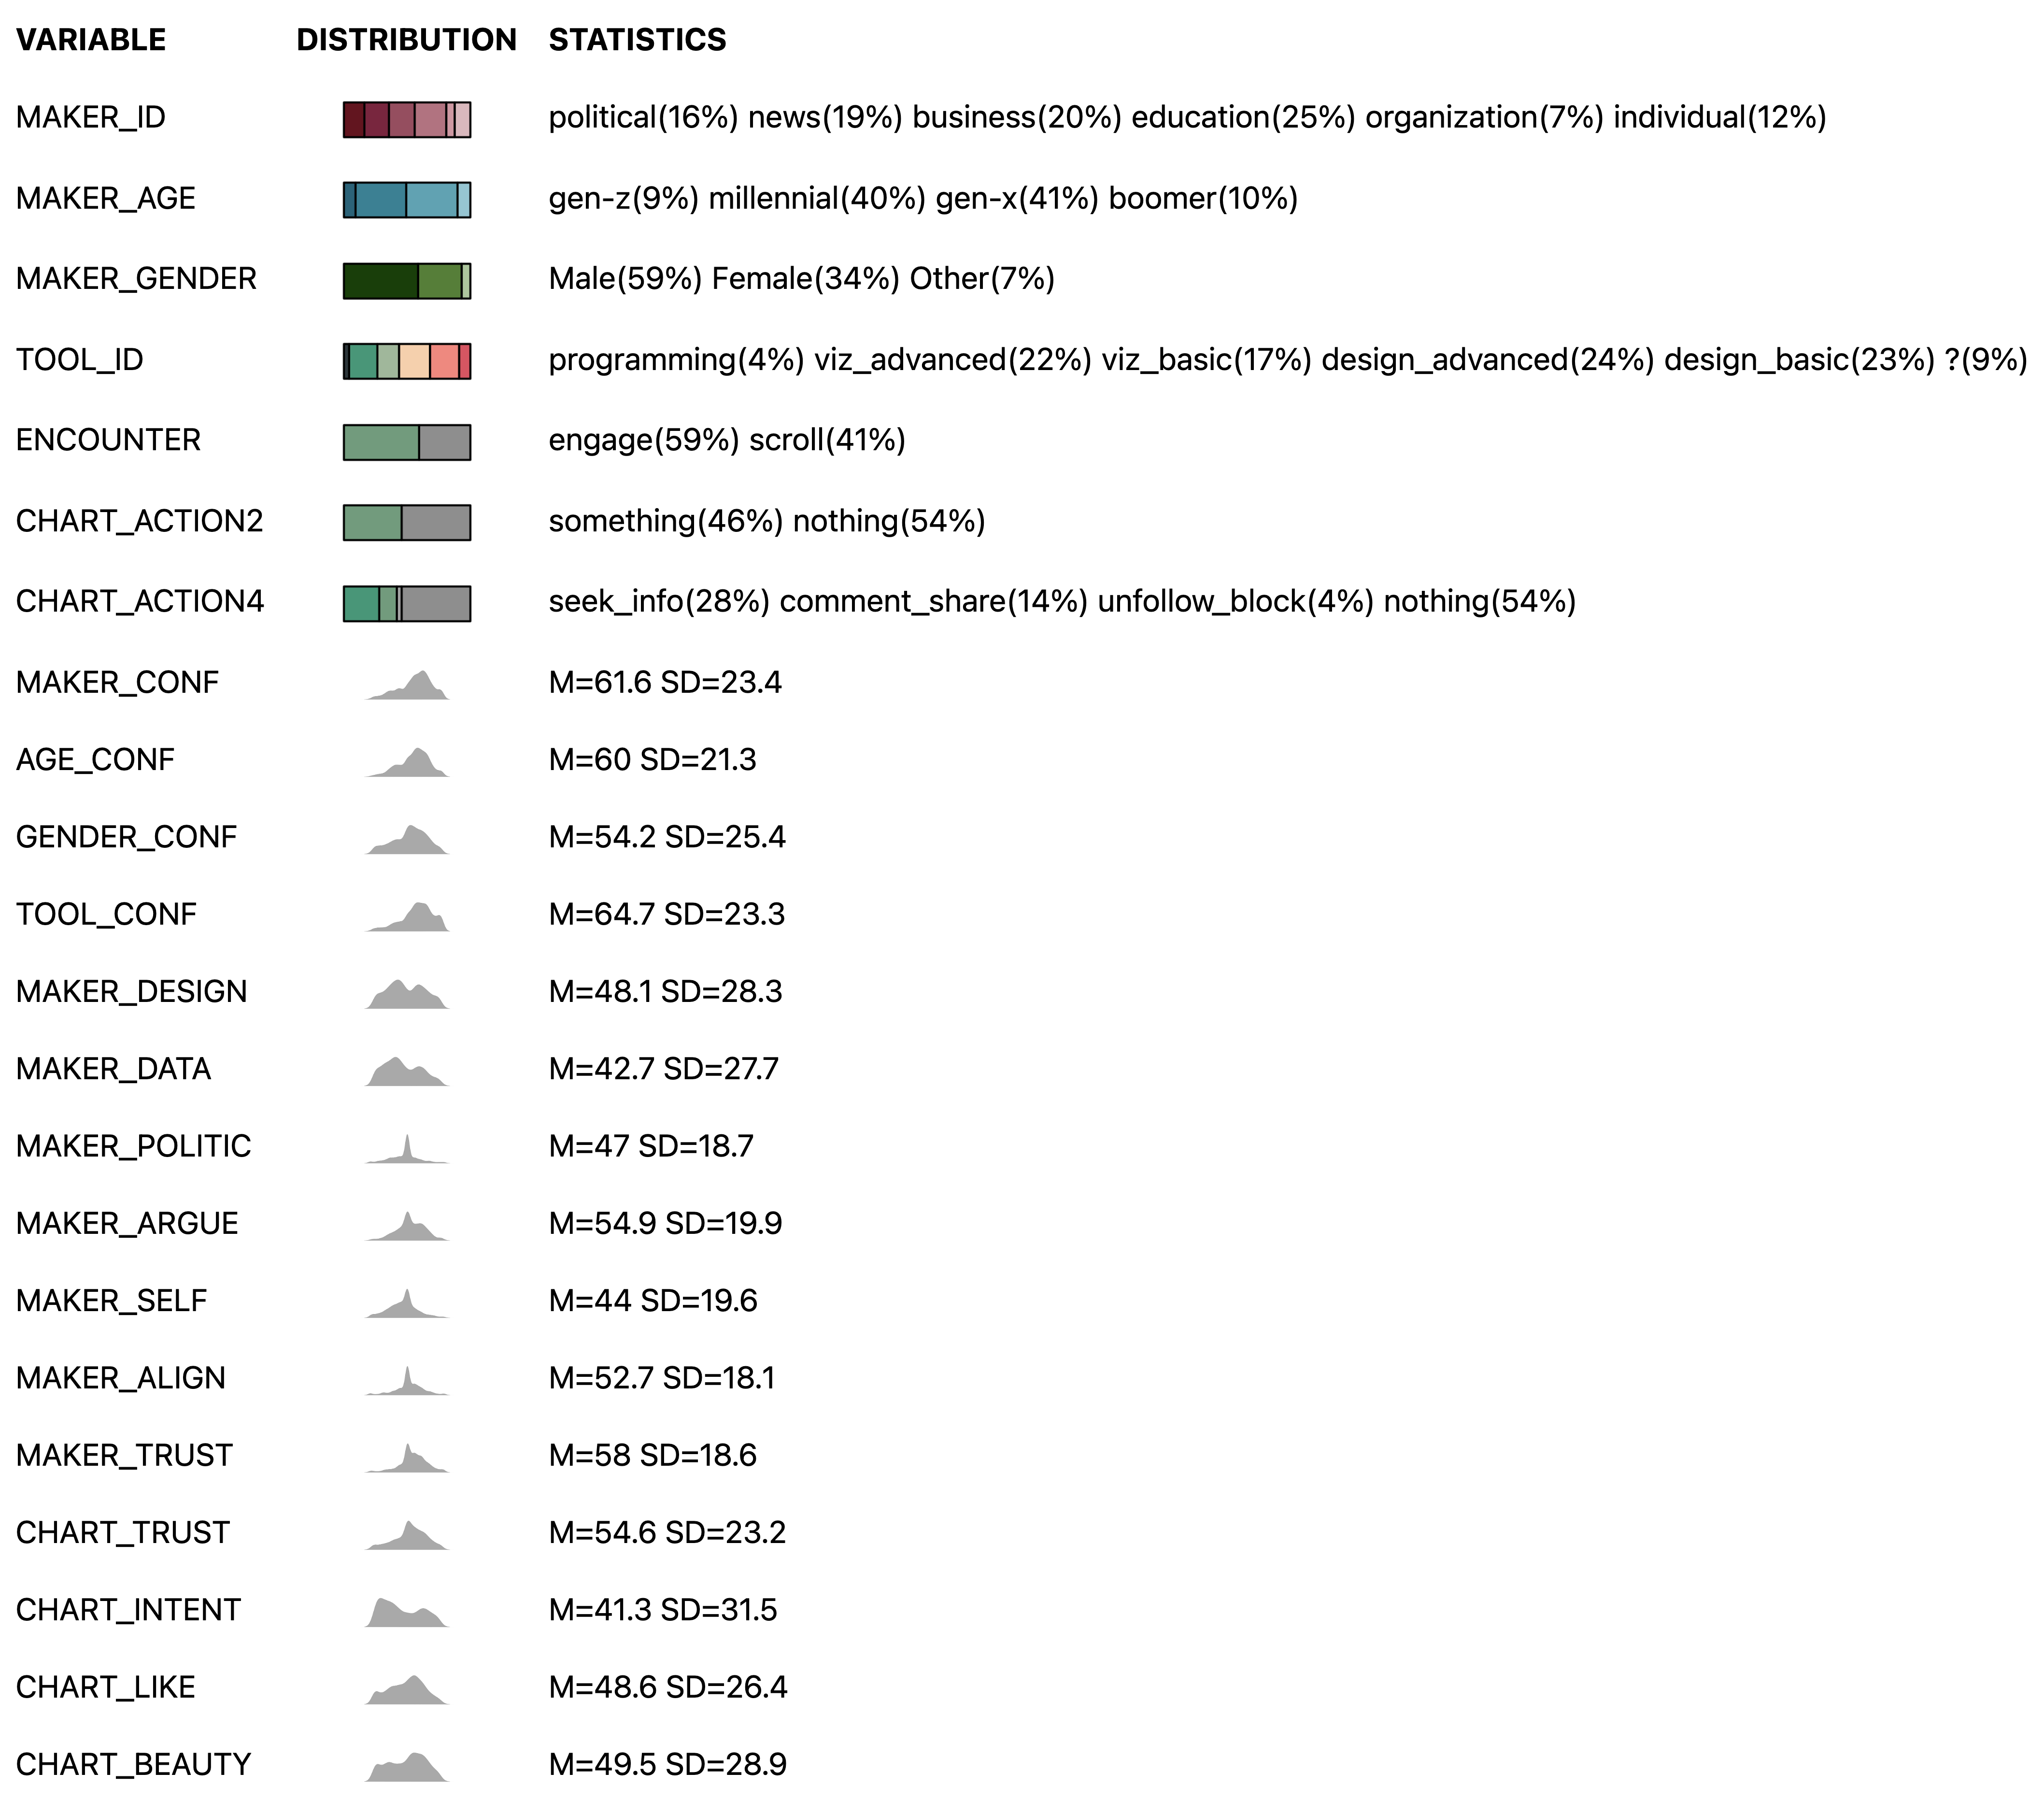 VARIABLE DISTRIBUTION STATISTICS
MAKER_ID political(16%) news(19%) business(20%) education(25%) organization(7%) individual(12%)
MAKER_AGE gen-z(9%) millennial(40%) gen-x(41%) boomer(10%)
MAKER_GENDER Male(59%) Female(34%) Other(7%)
TOOL_ID programming(4%) viz_advanced(22%) viz_basic(17%) design_advanced(24%) design_basic(23%) ?(9%)
ENCOUNTER engage(59%) scroll(41%)
CHART_ACTION2 something(46%) nothing(54%)
CHART_ACTION4 seek_info(28%) comment_share(14%) unfollow_block(4%) nothing(54%)
MAKER_CONF M=61.6 SD=23.4
AGE_CONF M=60 SD=21.3
GENDER_CONF M=54.2 SD=25.4
TOOL_CONF M=64.7 SD=23.3
MAKER_DESIGN M=48.1 SD=28.3
MAKER_DATA M=42.7 SD=27.7
MAKER_POLITIC M=47 SD=18.7
MAKER_ARGUE M=54.9 SD=19.9
MAKER_SELF M=44 SD=19.6
MAKER_ALIGN M=52.7 SD=18.1
MAKER_TRUST M=58 SD=18.6
CHART_TRUST M=54.6 SD=23.2
CHART_INTENT M=41.3 SD=31.5
CHART_LIKE M=48.6 SD=26.4
CHART_BEAUTY M=49.5 SD=28.9